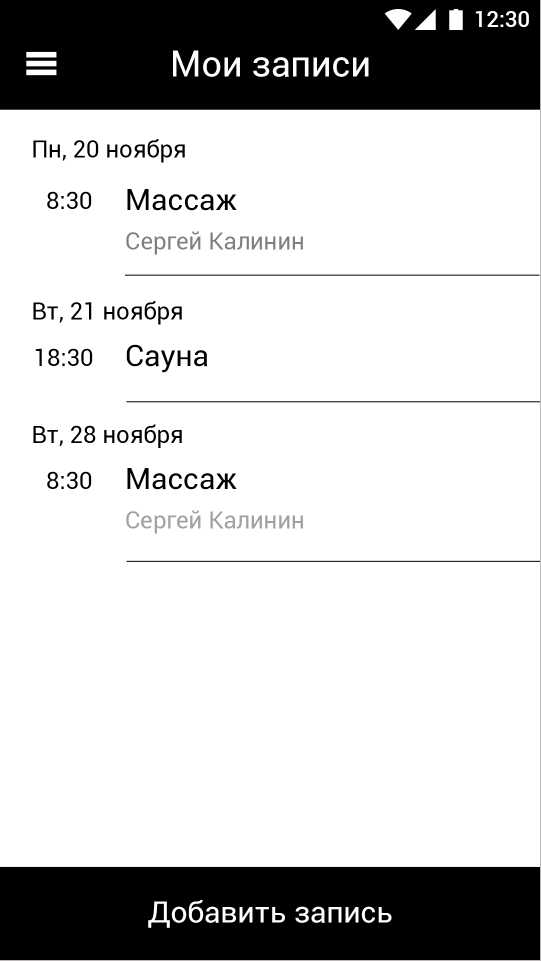 12:30
Мои записи
Пн, 20 ноября
8:30 Массаж
Сергей Калинин
Вт, 21 ноября
18:30 Сауна
Вт, 28 ноября
8:30 Массаж
Сергей Калинин
Добавить запись